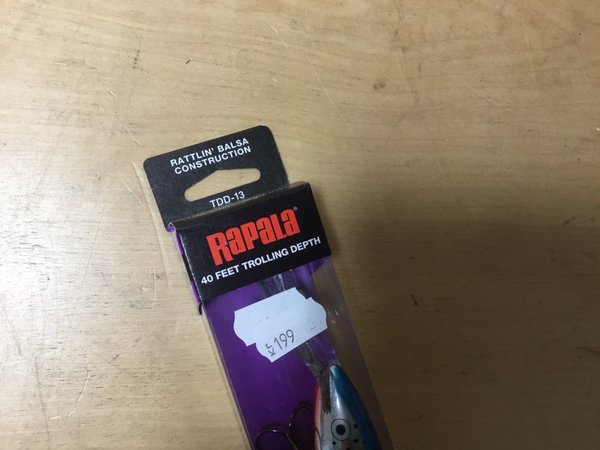 RATTLIN' BALSA
CONSTRUCTION
TDD-13
Rapala®
40 FEET TROLLING DEPTH
199